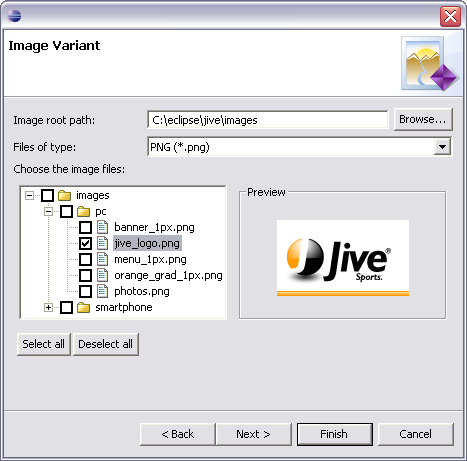 Image Variant
Image root path: C:\eclipse\jive\images Browse...
Files of type: PNG (*.png)
Choose the image files:
images
pc
banner_1px.png
jive_logo.png
menu_1px.png
orange_grad_1px.png
photos.png
smartphone
Preview
Jive®
Sports.
Select all Deselect all
< Back Next > Finish Cancel